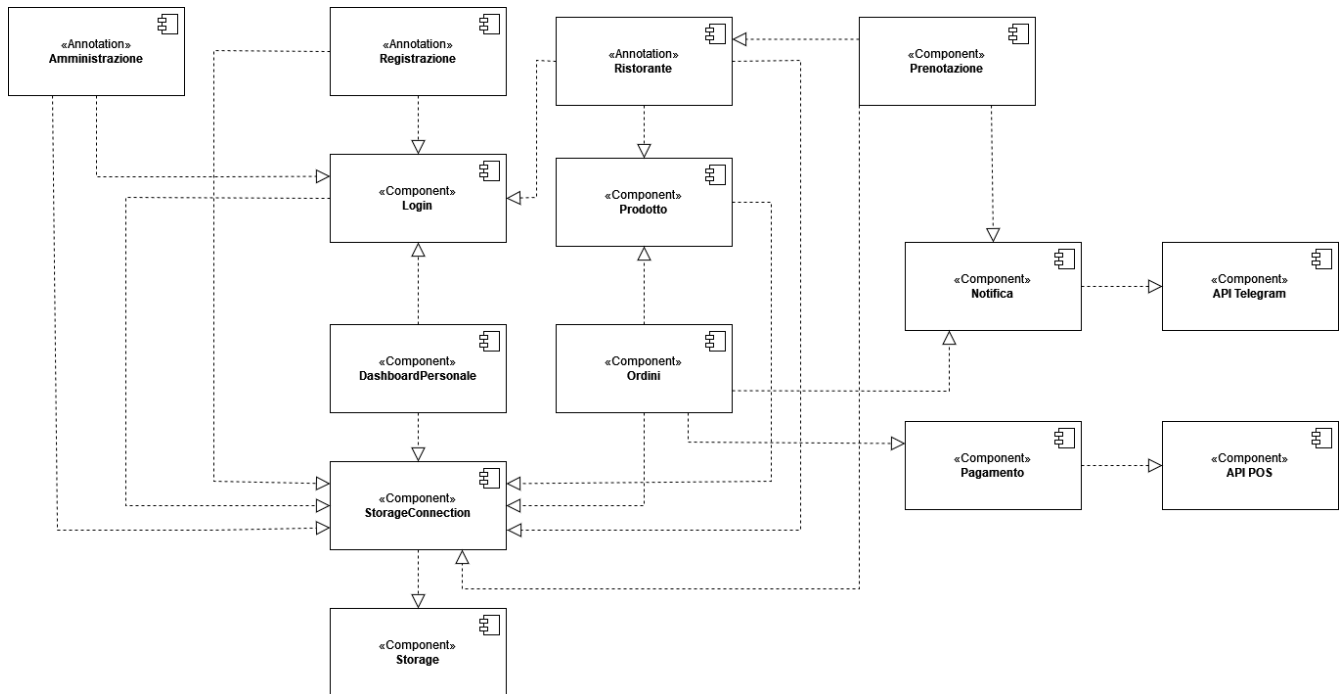 «Annotation»
Amministrazione
«Annotation»
Registrazione
«Annotation»
Ristorante
«Component»
Prenotazione
«Component»
Login
«Component»
Prodotto
«Component»
Notifica
«Component»
API Telegram
«Component»
DashboardPersonale
«Component»
Ordini
«Component»
Pagamento
«Component»
API POS
«Component»
StorageConnection
«Component»
Storage